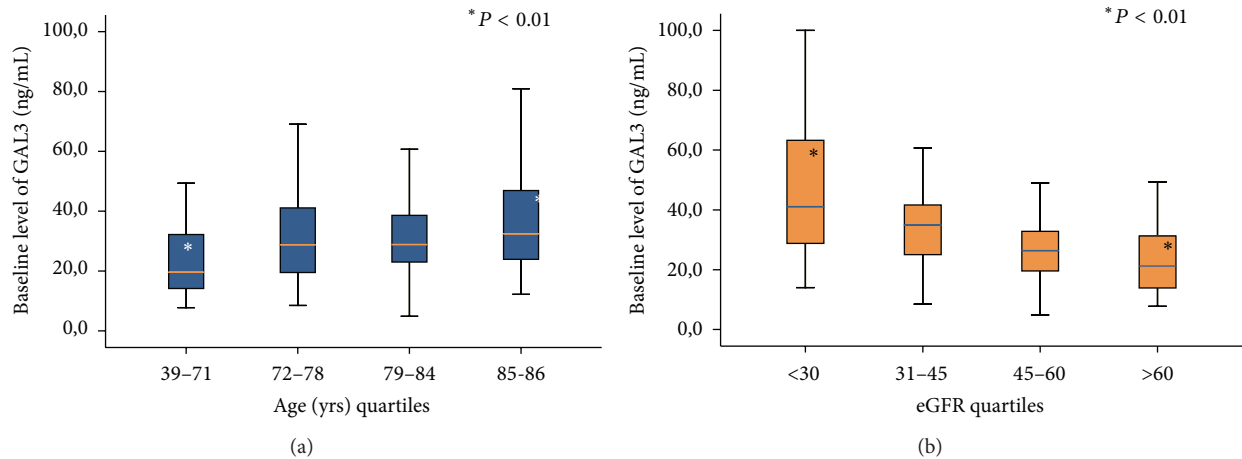 * P < 0.01
100,0
80,0
60,0
40,0
20,0
0,0
Baseline level of GAL3 (ng/mL)
*
*
39–71 72–78 79–84 85-86
Age (yrs) quartiles
(a)
* P < 0.01
100,0
80,0
60,0
40,0
20,0
0,0
Baseline level of GAL3 (ng/mL)
*
*
<30 31–45 45–60 >60
eGFR quartiles
(b)